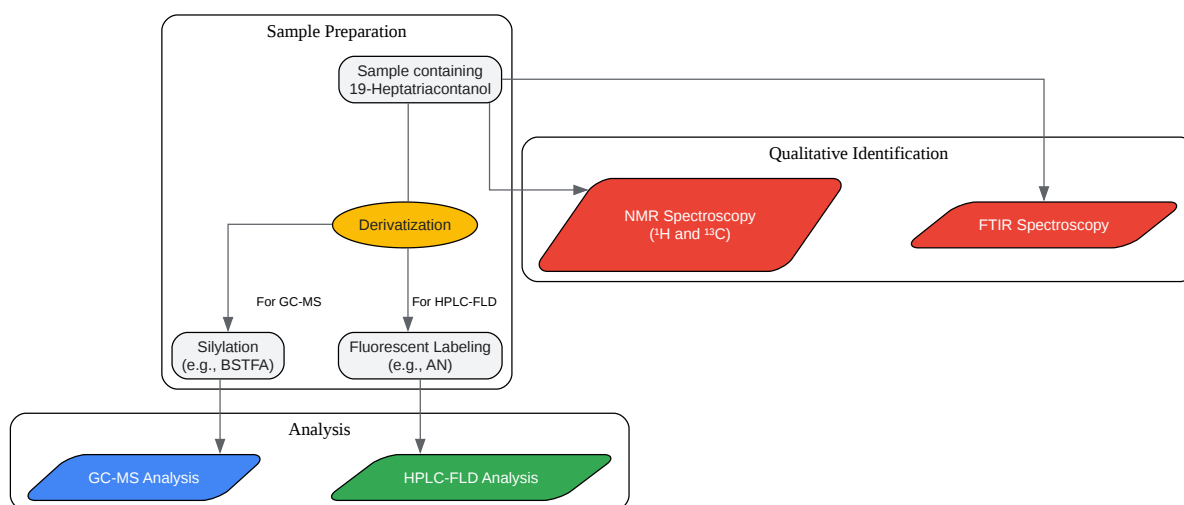 Sample Preparation
Sample containing
19-Heptatriacontanol
Qualitative Identification
NMR Spectroscopy
(¹H and ¹³C)
FTIR Spectroscopy
Derivatization
For GC-MS
For HPLC-FLD
Silylation
(e.g., BSTFA)
Fluorescent Labeling
(e.g., AN)
Analysis
GC-MS Analysis
HPLC-FLD Analysis